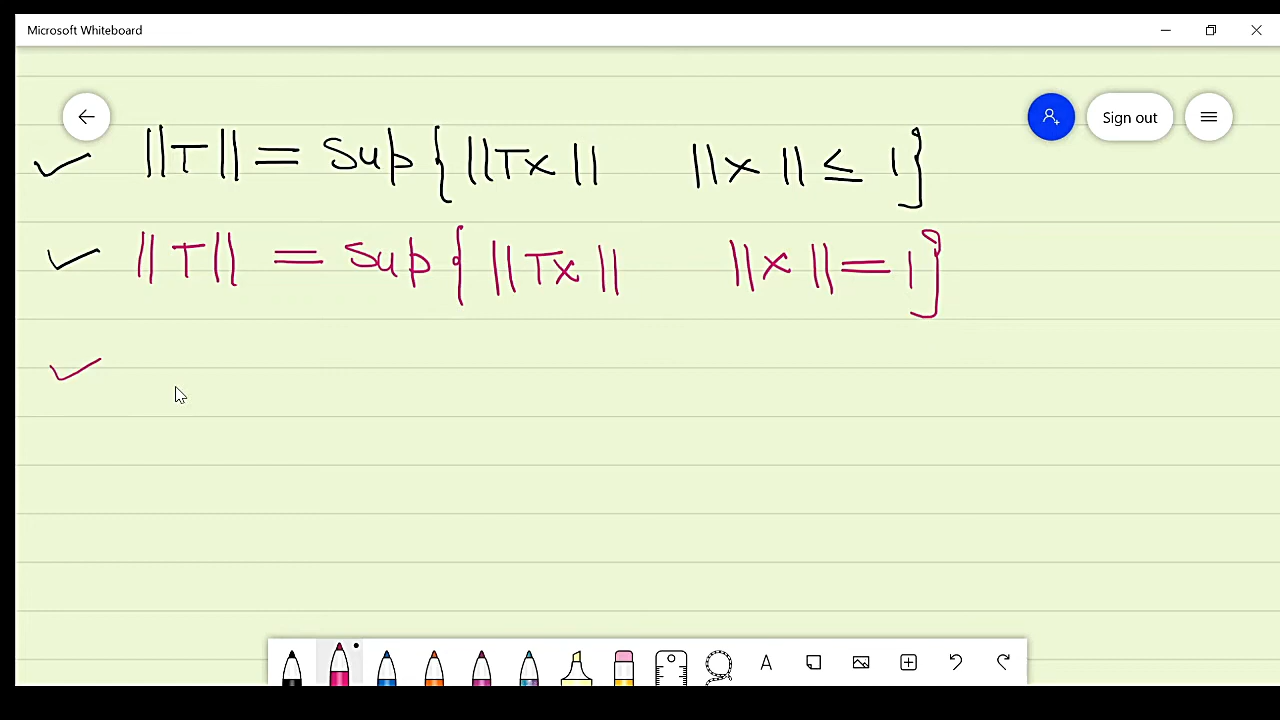 Microsoft Whiteboard
Sign out
||T|| = Sup{||Tx|| ||x|| ≤ 1}
||T|| = Sup{||Tx|| ||x|| = 1}
A